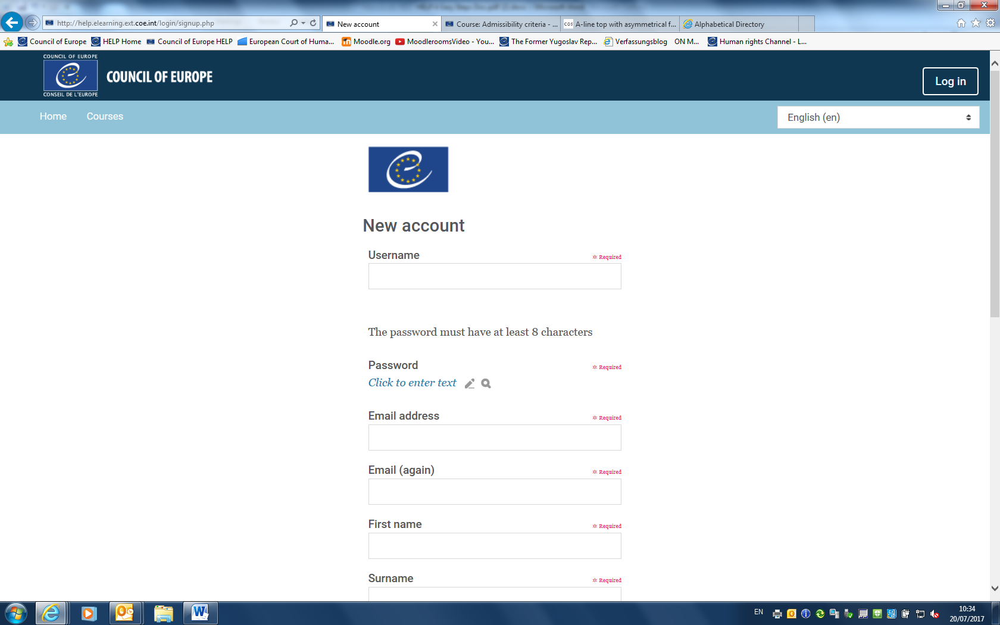 http://help.elearning.ext.coe.int/login/signup.php
New account
Course: Admissibility criteria - ...
cos A-line top with asymmetrical f...
Alphabetical Directory
Council of Europe
HELP Home
Council of Europe HELP
European Court of Huma...
Moodle.org
MoodleroomsVideo - You...
The Former Yugoslav Rep...
Verfassungsblog
ON M...
Human rights Channel - L...
COUNCIL OF EUROPE
CONSEIL DE L'EUROPE
COUNCIL OF EUROPE
Log in
Home
Courses
English (en)
New account
Username
* Required
The password must have at least 8 characters
Password
* Required
Click to enter text
Email address
* Required
Email (again)
* Required
First name
* Required
Surname
* Required
EN
10:34
20/07/2017